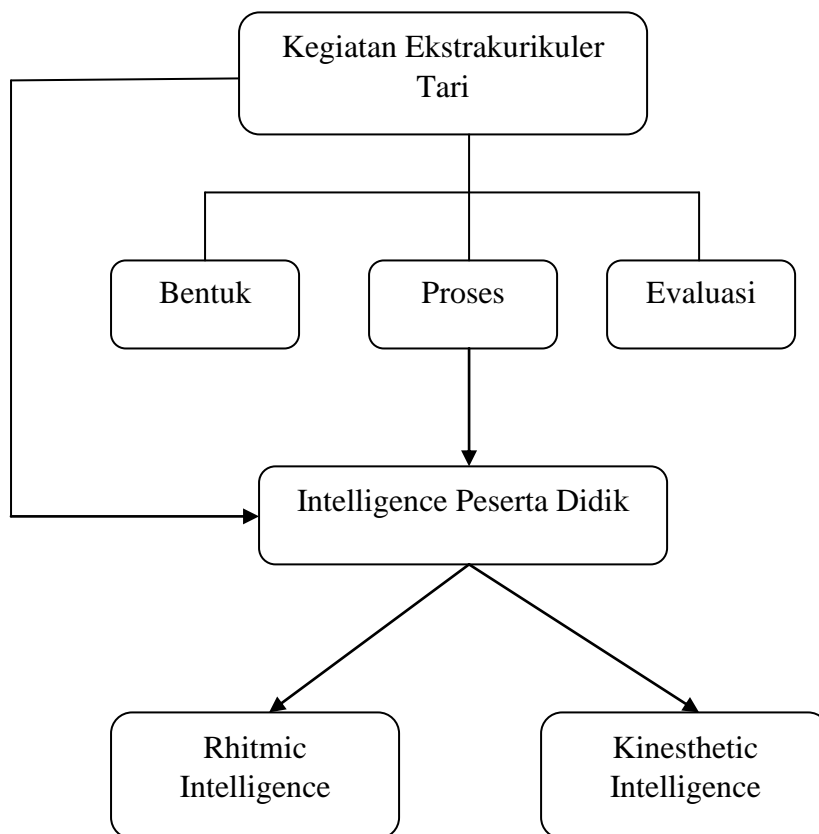 Kegiatan Ekstrakurikuler
Tari
Bentuk
Proses
Evaluasi
Intelligence Peserta Didik
Rhitmic
Intelligence
Kinesthetic
Intelligence